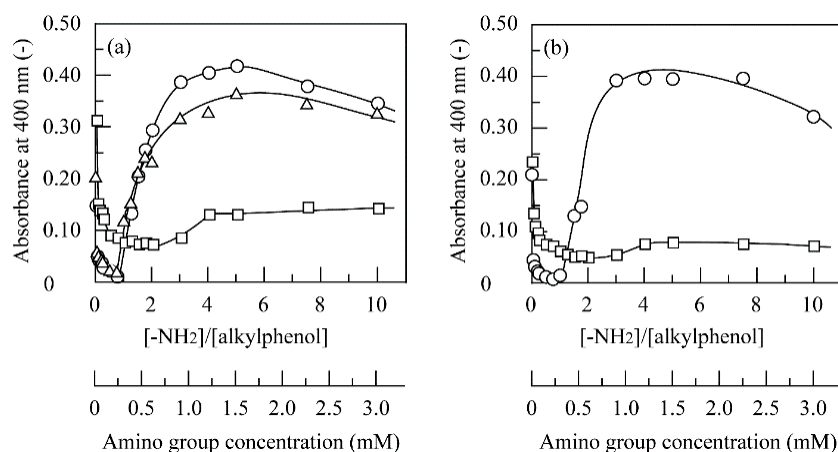 (a)
Absorbance at 400 nm (-)
0.50
0.40
0.30
0.20
0.10
0
0 2 4 6 8 10
[-NH2]/[alkylphenol]
0 0.5 1.0 1.5 2.0 2.5 3.0
Amino group concentration (mM)
(b)
Absorbance at 400 nm (-)
0.50
0.40
0.30
0.20
0.10
0
0 2 4 6 8 10
[-NH2]/[alkylphenol]
0 0.5 1.0 1.5 2.0 2.5 3.0
Amino group concentration (mM)